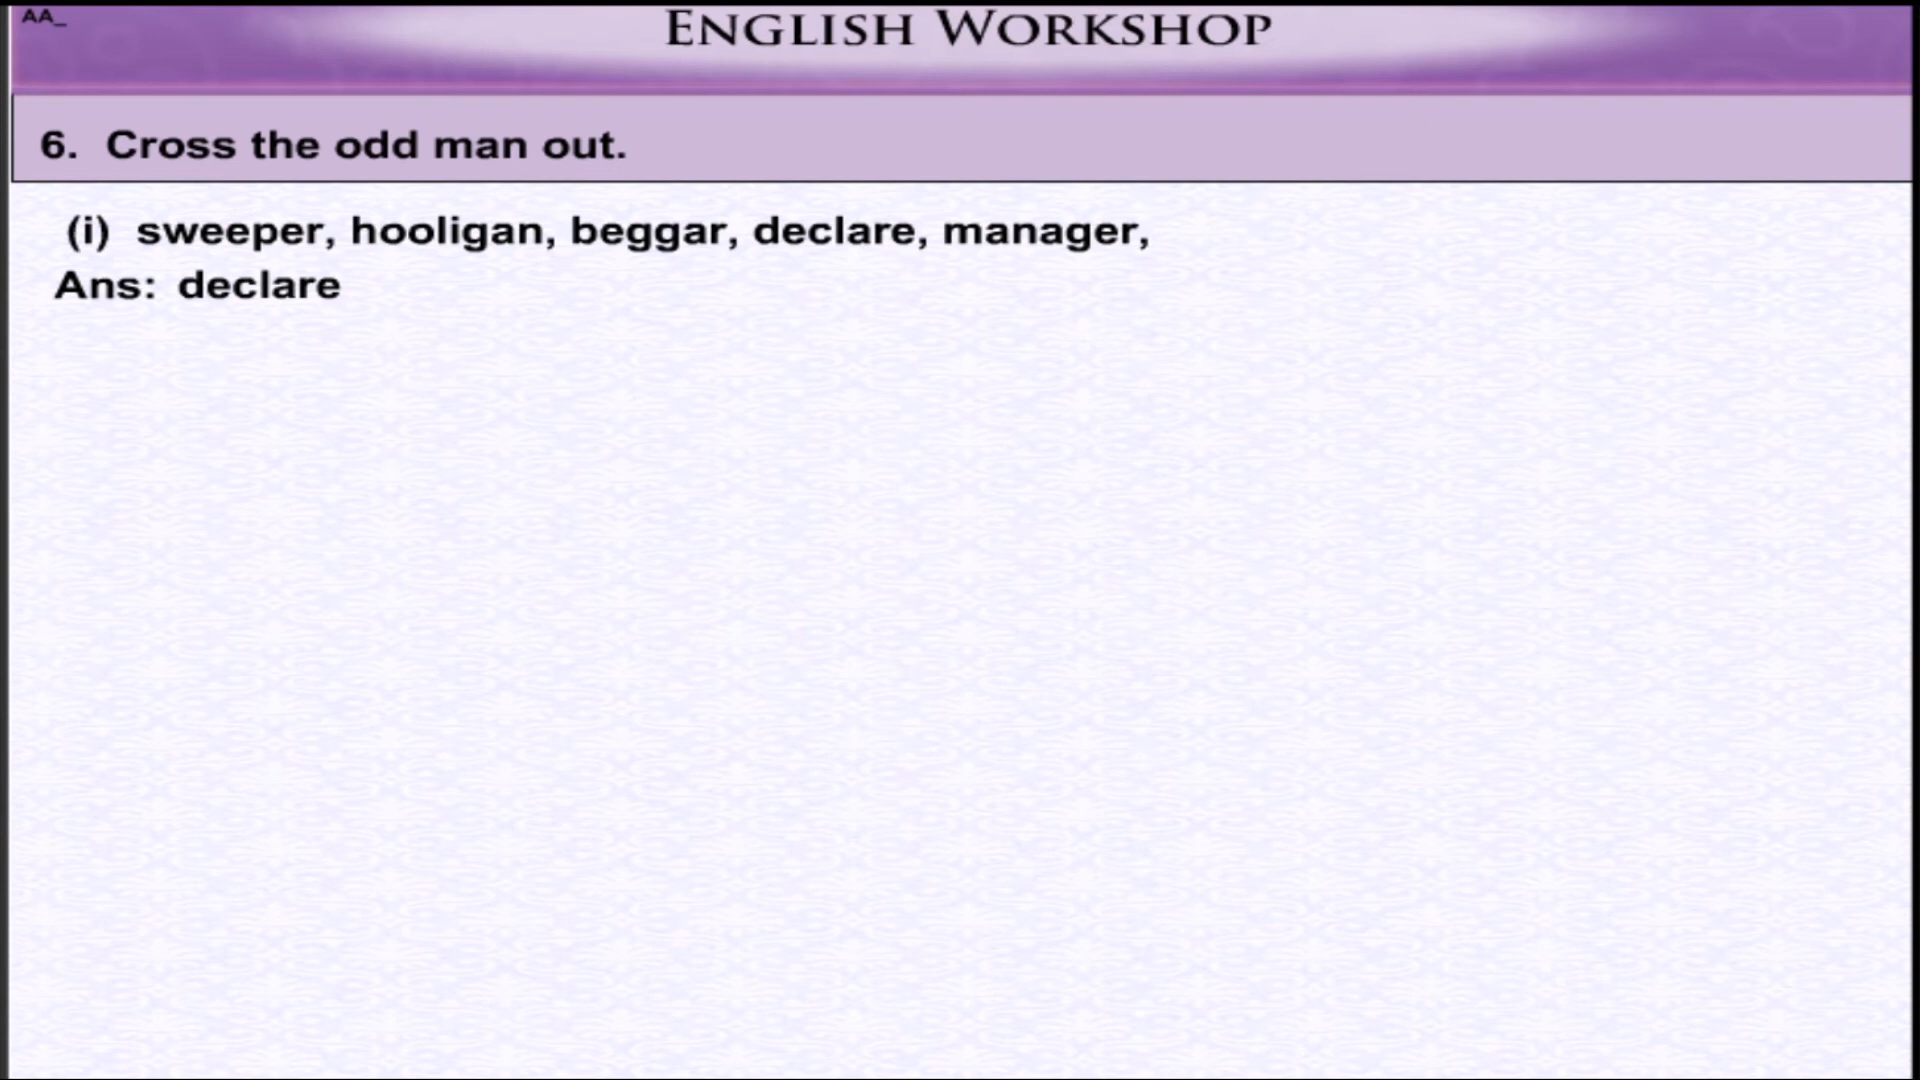 AA_
ENGLISH WORKSHOP
6. Cross the odd man out.
(i) sweeper, hooligan, beggar, declare, manager,
Ans: declare